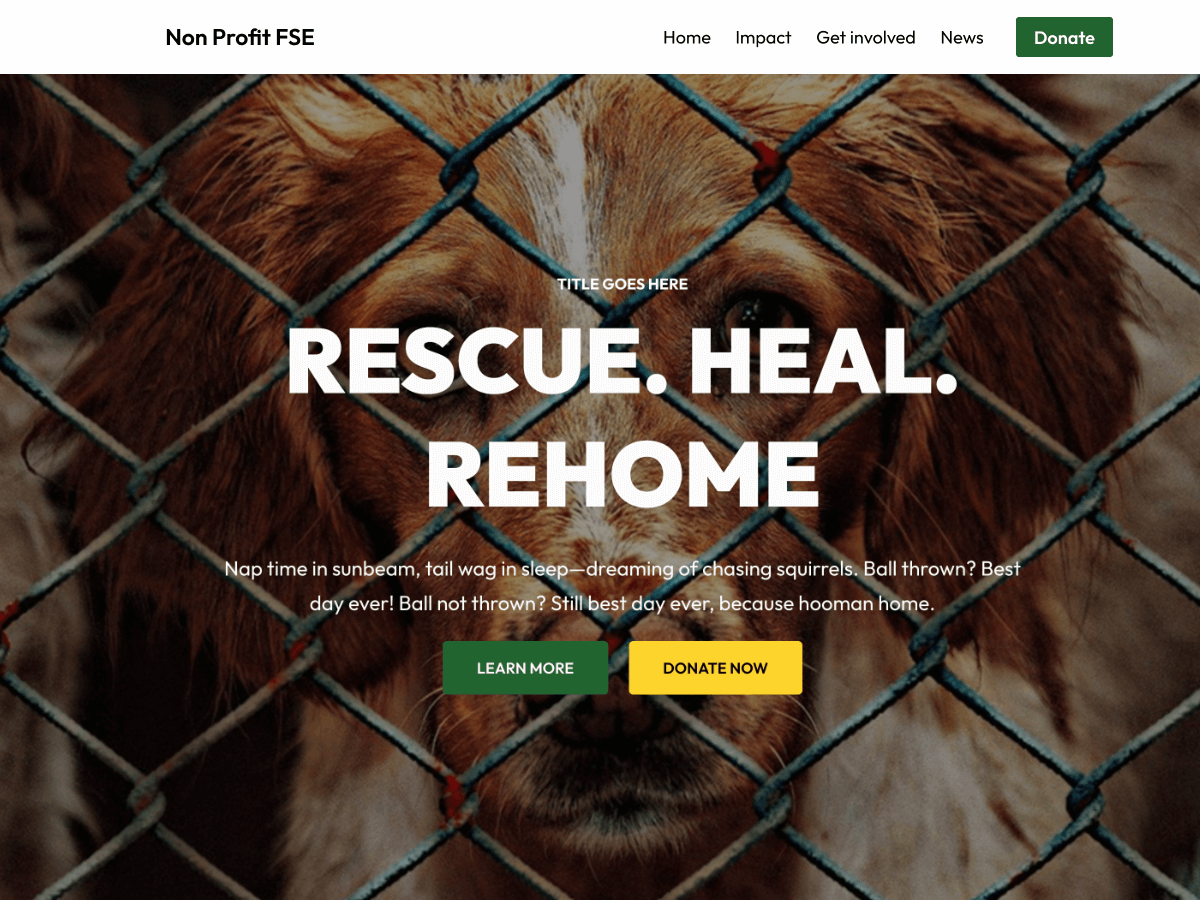 Non Profit FSE
Home Impact Get involved News Donate
TITLE GOES HERE
RESCUE. HEAL.
REHOME
Nap time in sunbeam, tail wag in sleep—dreaming of chasing squirrels. Ball thrown? Best
day ever! Ball not thrown? Still best day ever, because hooman home.
LEARN MORE DONATE NOW